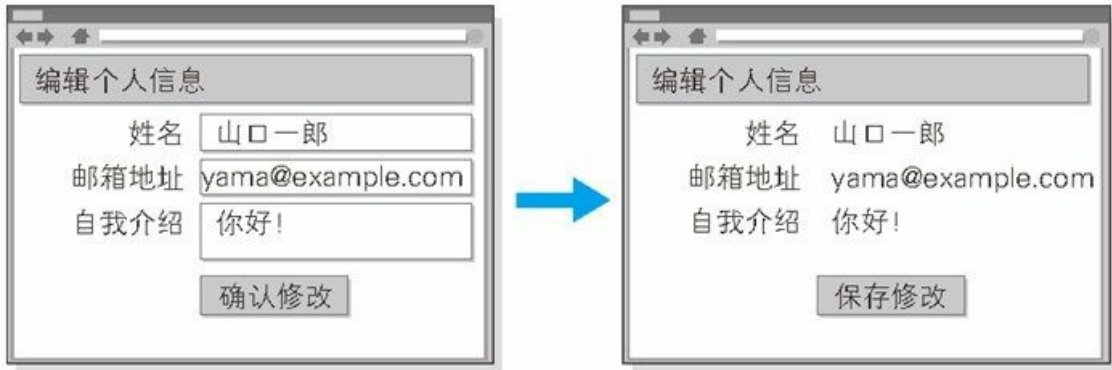 编辑个人信息
姓名 山口一郎
邮箱地址 yama@example.com
自我介绍 你好!
确认修改
编辑个人信息
姓名 山口一郎
邮箱地址 yama@example.com
自我介绍 你好!
保存修改